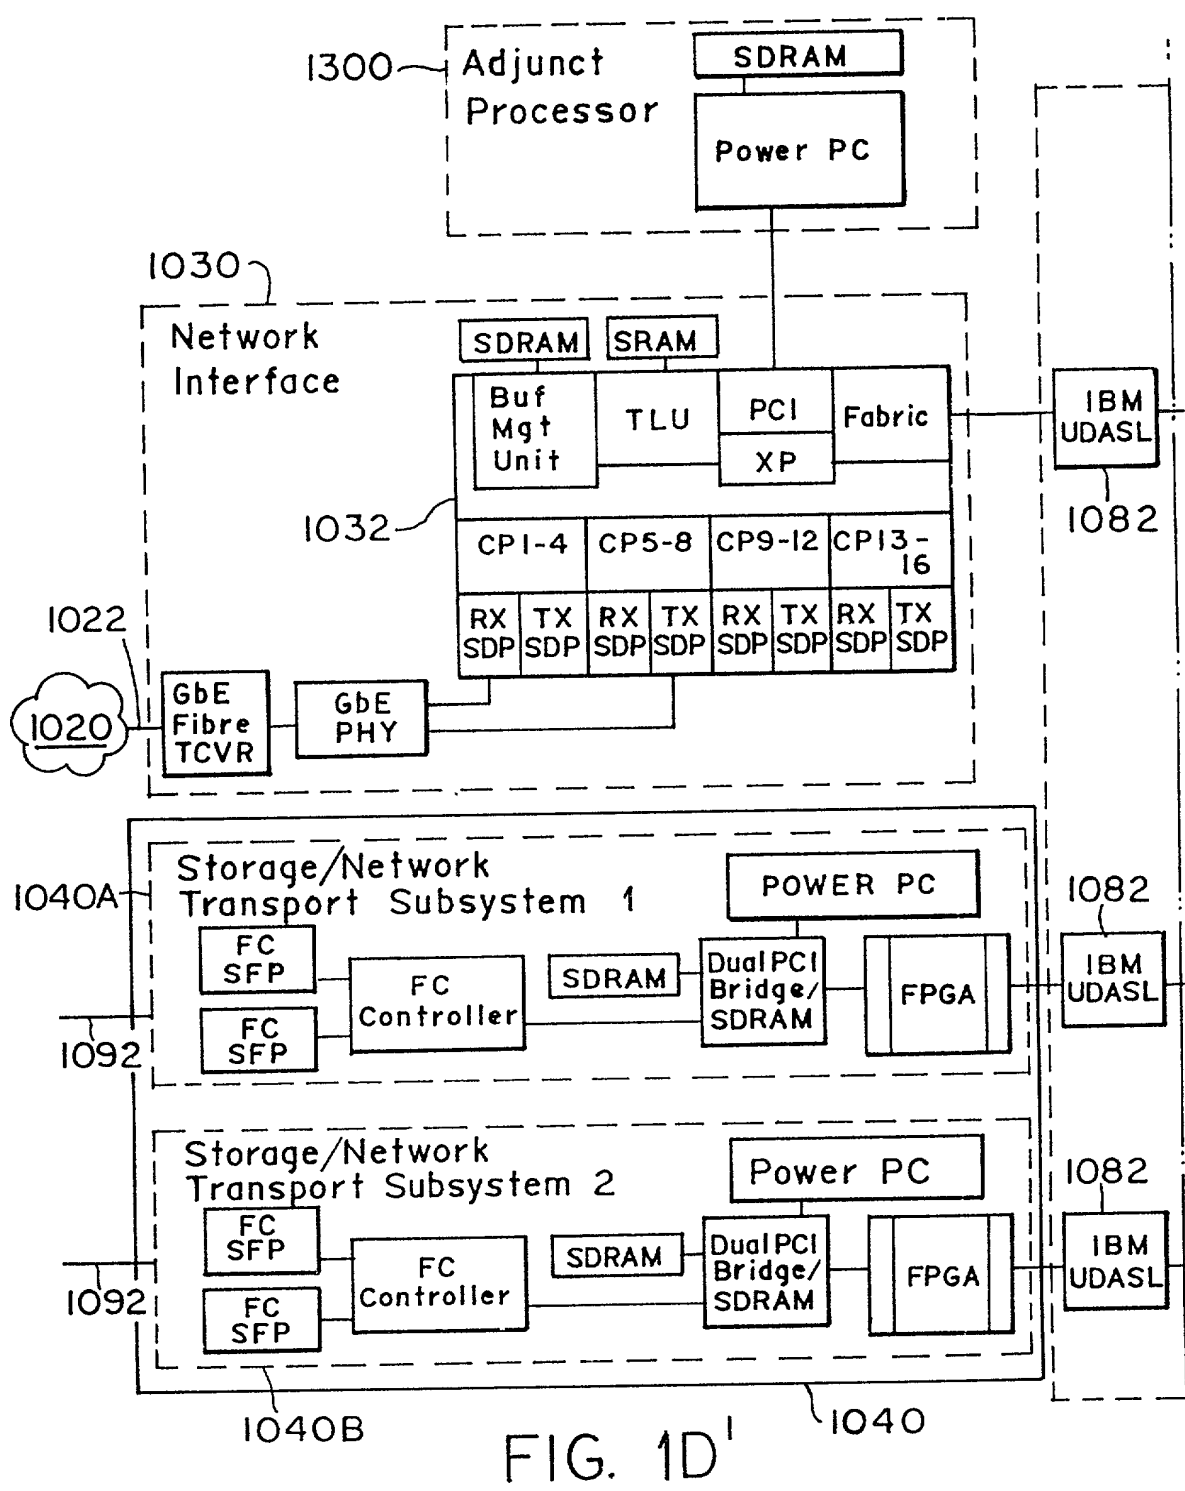 1300
Adjunct
Processor
SDRAM
Power PC
1030
Network
Interface
SDRAM
SRAM
Buf
Mgt
Unit
TLU
PCI
XP
Fabric
IBM
UDASL
1082
1032
CP1-4
CP5-8
CP9-12
CP13-
16
RX
SDP
TX
SDP
RX
SDP
TX
SDP
RX
SDP
TX
SDP
RX
SDP
TX
SDP
1022
1020
GbE
Fibre
TCVR
GbE
PHY
1040A
Storage/Network
Transport Subsystem 1
POWER PC
FC
SFP
FC
SFP
FC
Controller
SDRAM
Dual PCI
Bridge/
SDRAM
FPGA
1082
IBM
UDASL
1092
Storage/Network
Transport Subsystem 2
Power PC
FC
SFP
FC
SFP
FC
Controller
SDRAM
Dual PCI
Bridge/
SDRAM
FPGA
1082
IBM
UDASL
1092
1040B
1040
FIG. 1D'